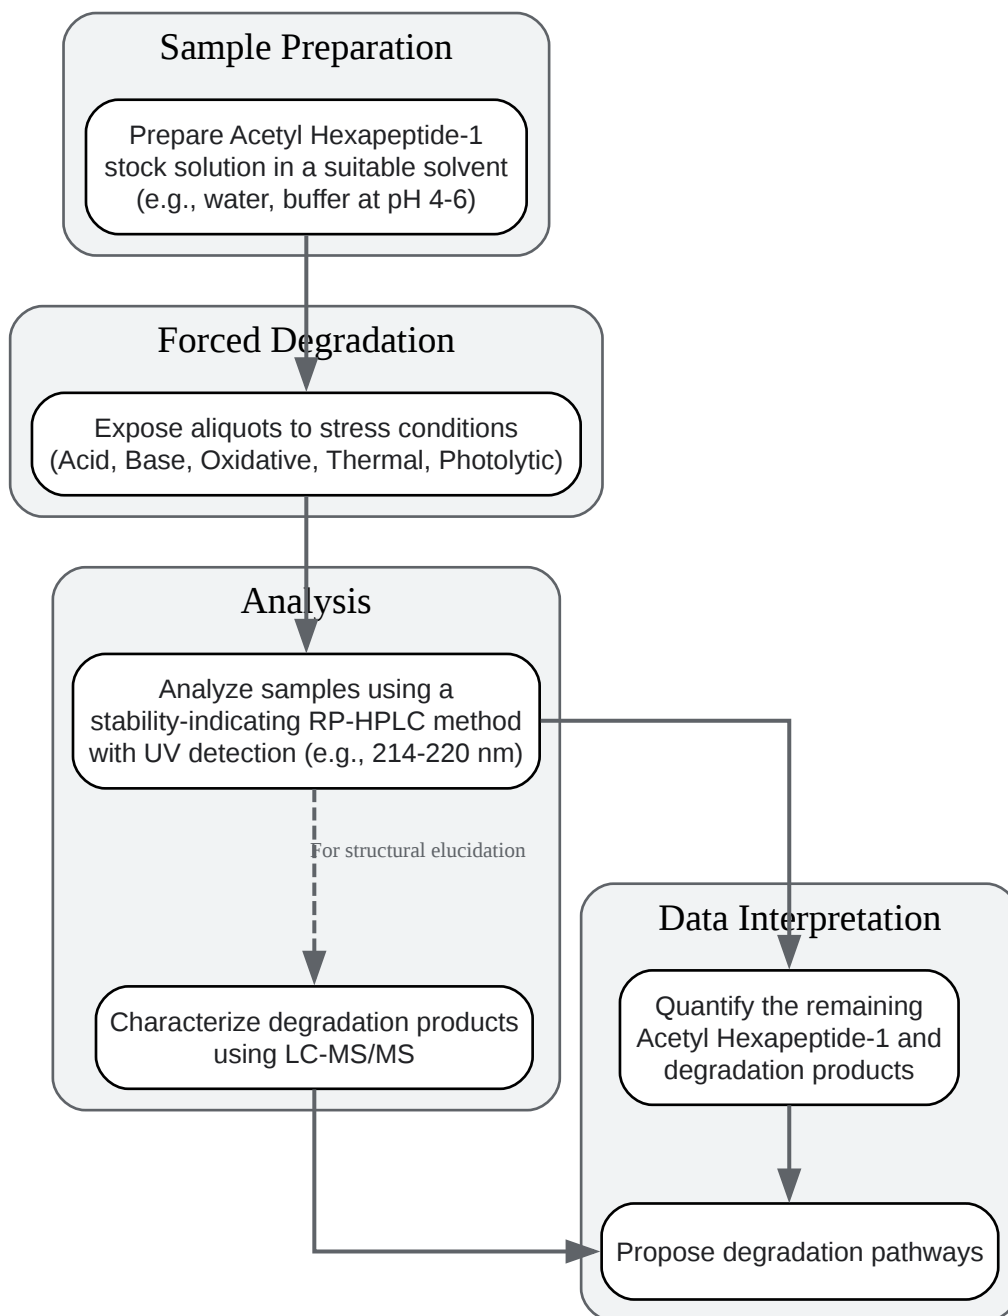 Sample Preparation
Prepare Acetyl Hexapeptide-1
stock solution in a suitable solvent
(e.g., water, buffer at pH 4-6)
Forced Degradation
Expose aliquots to stress conditions
(Acid, Base, Oxidative, Thermal, Photolytic)
Analysis
Analyze samples using a
stability-indicating RP-HPLC method
with UV detection (e.g., 214-220 nm)
For structural elucidation
Characterize degradation products
using LC-MS/MS
Data Interpretation
Quantify the remaining
Acetyl Hexapeptide-1 and
degradation products
Propose degradation pathways